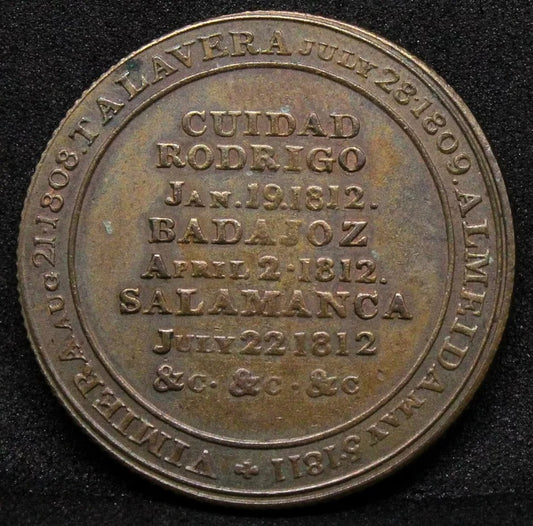 VIMIERA AUG 21·1808. TALAVERA JULY 28·1809. ALMEIDA MAY 5 1811 +
CUIDAD
RODRIGO
JAN. 19.1812.
BADAJOZ
APRIL 2·1812.
SALAMANCA
JULY 22 1812
&C· &C· &C